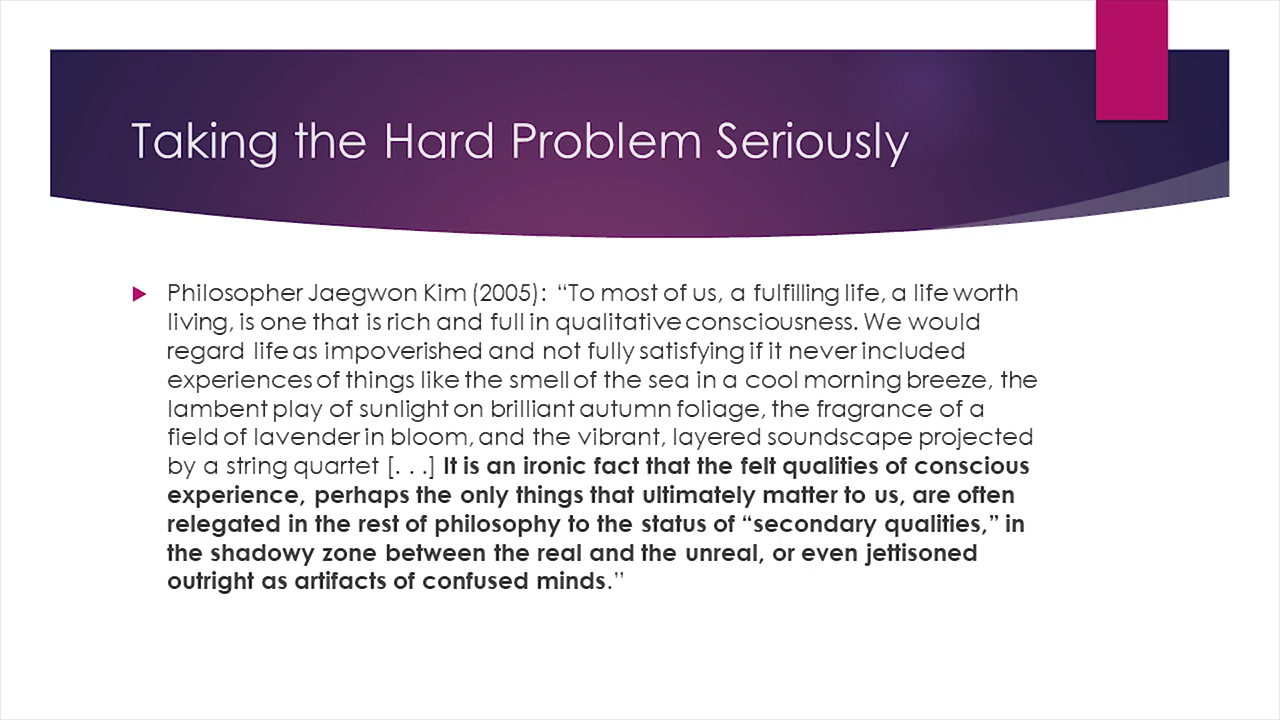 Taking the Hard Problem Seriously
Philosopher Jaegwon Kim (2005): “To most of us, a fulfilling life, a life worth
living, is one that is rich and full in qualitative consciousness. We would
regard life as impoverished and not fully satisfying if it never included
experiences of things like the smell of the sea in a cool morning breeze, the
lambent play of sunlight on brilliant autumn foliage, the fragrance of a
field of lavender in bloom, and the vibrant, layered soundscape projected
by a string quartet [. . .] It is an ironic fact that the felt qualities of conscious
experience, perhaps the only things that ultimately matter to us, are often
relegated in the rest of philosophy to the status of “secondary qualities,” in
the shadowy zone between the real and the unreal, or even jettisoned
outright as artifacts of confused minds.”